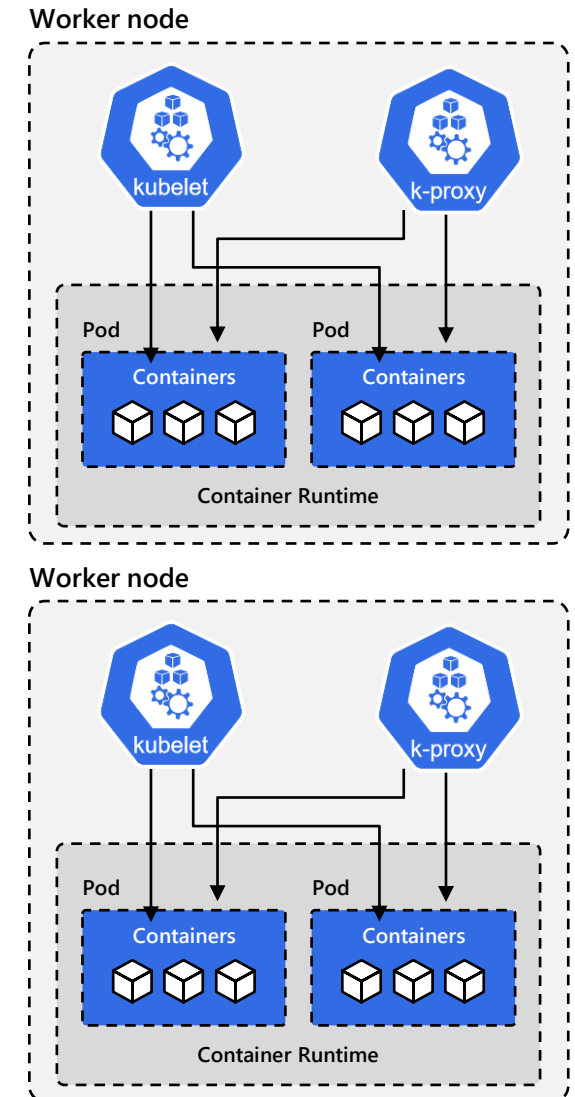 Worker node
kubelet
k-proxy
Pod
Pod
Containers
Containers
Container Runtime
Worker node
kubelet
k-proxy
Pod
Pod
Containers
Containers
Container Runtime